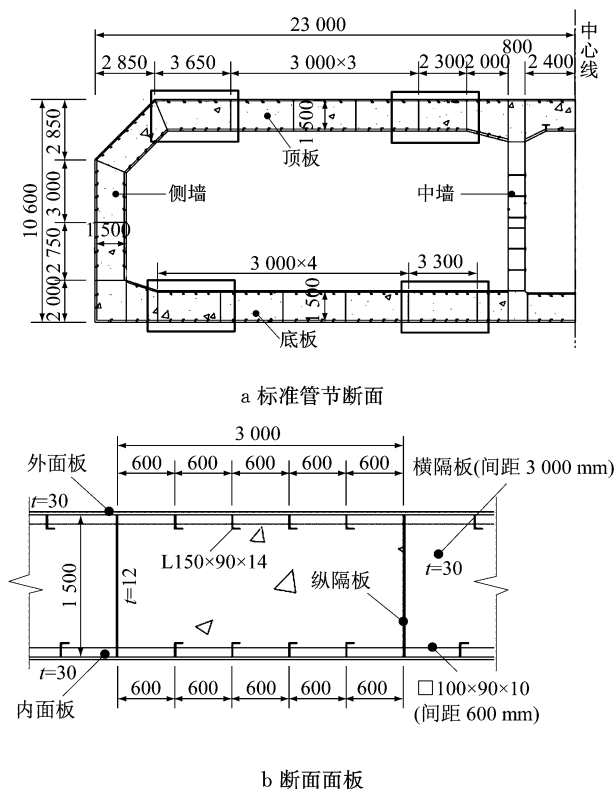 23 000
中心线
800
2 850
3 650
3 000×3
2 300
2 000
2 400
10 600
2 850
3 000
2 750
2 000
1 500
顶板
1 500
侧墙
中墙
3 000×4
3 300
1 500
底板
a 标准管节断面
3 000
外面板
600
600
600
600
600
横隔板(间距 3 000 mm)
t=30
L150×90×14
1 500
t=12
纵隔板
t=30
t=30
内面板
600
600
600
600
600
□100×90×10
(间距 600 mm)
b 断面面板